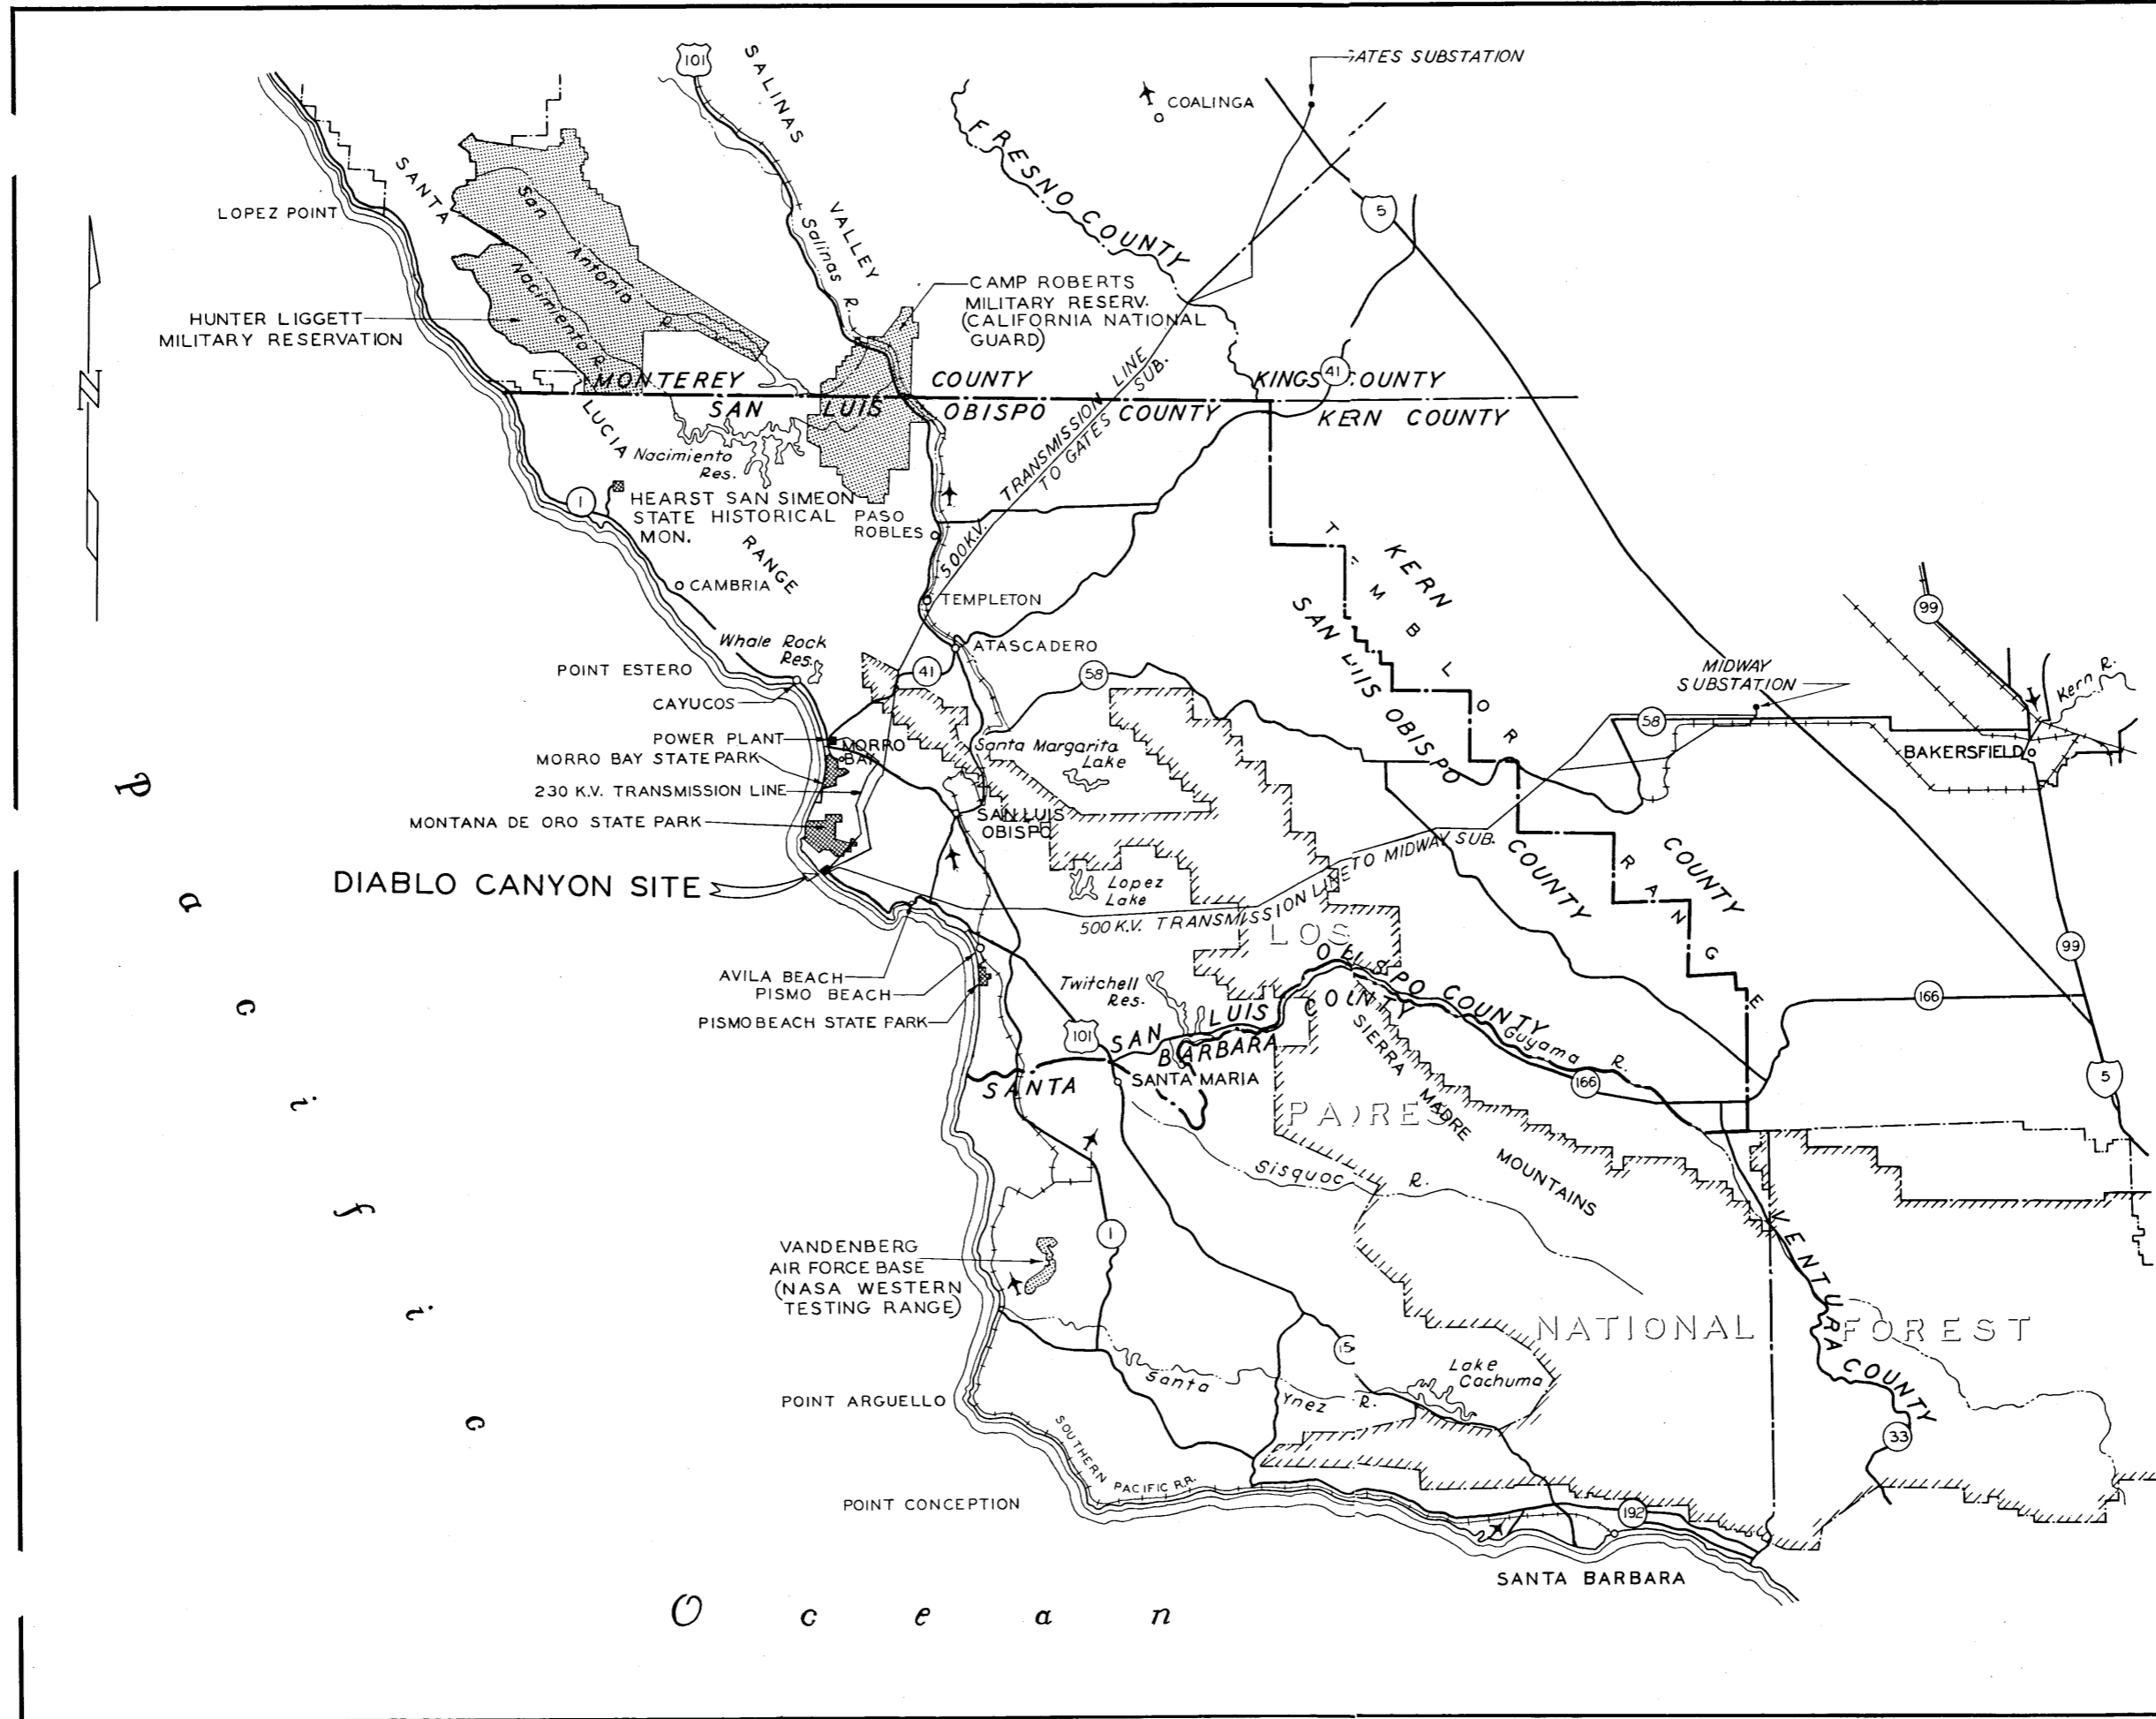 101
SALINAS
VALLEY
Salinas R.
GATES SUBSTATION
COALINGA
FRESNO COUNTY
5
SANTA
LUCIA
RANGE
LOPEZ POINT
San Antonio R.
Nacimiento R.
HUNTER LIGGETT
MILITARY RESERVATION
CAMP ROBERTS
MILITARY RESERV.
(CALIFORNIA NATIONAL
GUARD)
N
MONTEREY COUNTY
SAN LUIS OBISPO COUNTY
KINGS COUNTY
KERN COUNTY
41
500 K.V. TRANSMISSION LINE
TO GATES SUB.
Nacimiento
Res.
1
HEARST SAN SIMEON
STATE HISTORICAL
MON.
PASO
ROBLES
CAMBRIA
TEMPLETON
ATASCADERO
Whale Rock
Res.
POINT ESTERO
CAYUCOS
41
58
POWER PLANT
MORRO
BAY
MORRO BAY STATE PARK
230 K.V. TRANSMISSION LINE
MONTANA DE ORO STATE PARK
DIABLO CANYON SITE
Santa Margarita
Lake
SAN LUIS
OBISPO
Lopez
Lake
500 K.V. TRANSMISSION LINE TO MIDWAY SUB.
TEMBLOR
RANGE
KERN
COUNTY
SAN LUIS OBISPO
COUNTY
MIDWAY
SUBSTATION
58
99
Kern R.
BAKERSFIELD
99
Pacific
Ocean
AVILA BEACH
PISMO BEACH
PISMO BEACH STATE PARK
Twitchell
Res.
101
SAN LUIS OBISPO COUNTY
SANTA BARBARA COUNTY
SANTA MARIA
LOS
PADRES
NATIONAL FOREST
SIERRA
MADRE
MOUNTAINS
Guyama R.
166
166
5
Sisquoc R.
VENTURA
COUNTY
VANDENBERG
AIR FORCE BASE
(NASA WESTERN
TESTING RANGE)
1
Santa Ynez R.
Lake
Cachuma
33
POINT ARGUELLO
SOUTHERN PACIFIC R.R.
POINT CONCEPTION
192
SANTA BARBARA